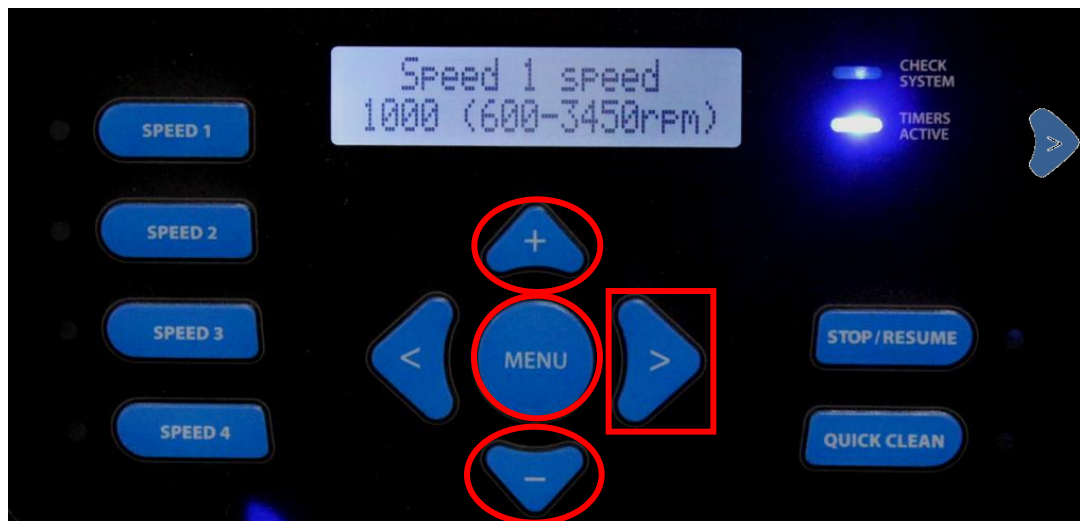 Speed 1 speed
1000 (600-3450rpm)
CHECK
SYSTEM
TIMERS
ACTIVE
>
SPEED 1
SPEED 2
SPEED 3
SPEED 4
+
<
MENU
>
-
STOP/RESUME
QUICK CLEAN